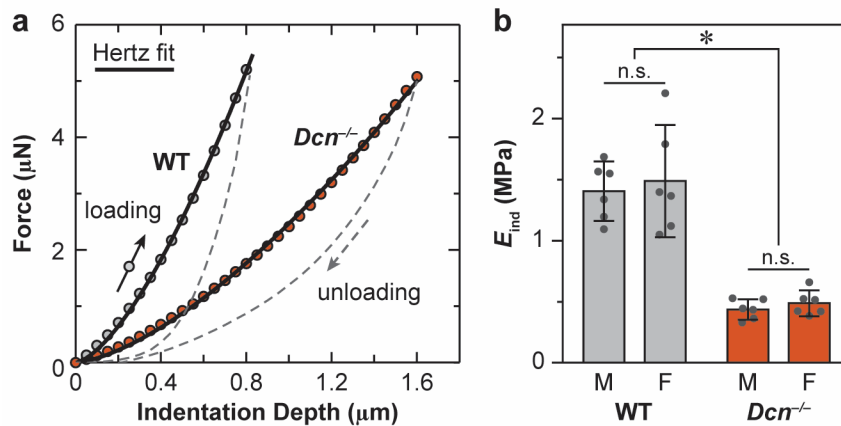 a
Hertz fit
WT
Dcn⁻/⁻
loading
unloading
Force (μN)
6
4
2
0
0 0.4 0.8 1.2 1.6
Indentation Depth (μm)
b
*
n.s.
n.s.
E_ind (MPa)
2
1
0
M F M F
WT Dcn⁻/⁻